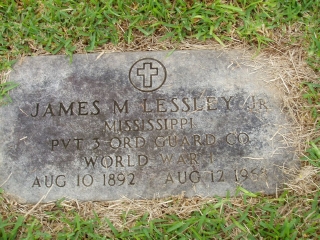 JAMES M LESSLEY JR
MISSISSIPPI
PVT 3 ORD GUARD CO
WORLD WAR I
AUG 10 1892 AUG 12